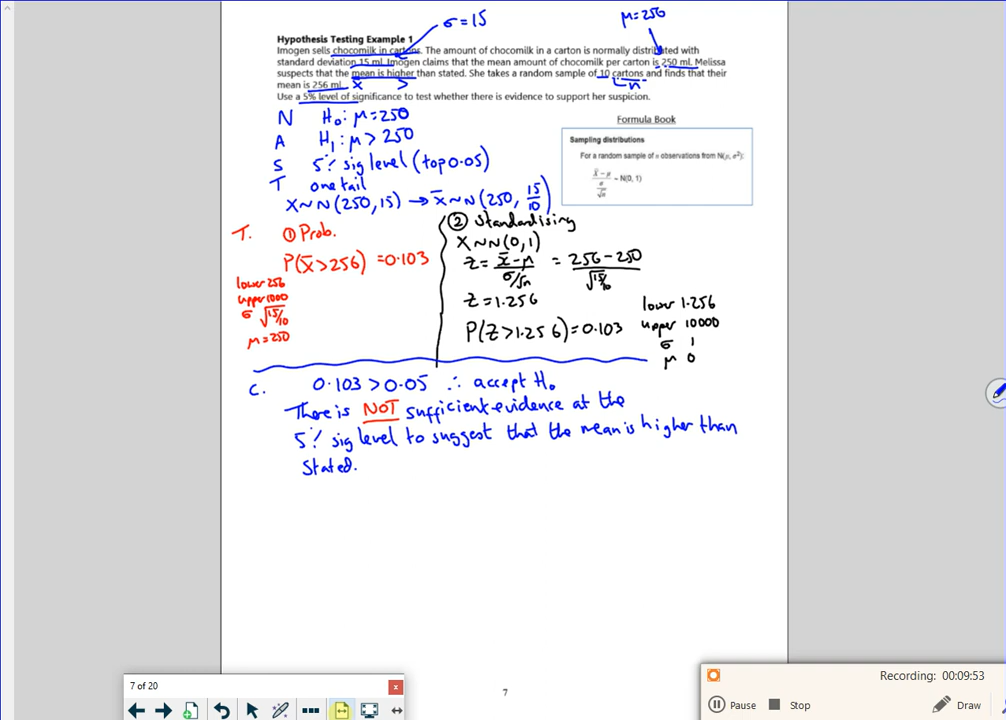 σ=15
μ=256
Hypothesis Testing Example 1
Imogen sells chocomilk in cartons. The amount of chocomilk in a carton is normally distributed with
standard deviation 15 ml. Imogen claims that the mean amount of chocomilk per carton is 250 ml. Melissa
suspects that the mean is higher than stated. She takes a random sample of 10 cartons and finds that their
mean is 256 ml. x̄ > n
Use a 5% level of significance to test whether there is evidence to support her suspicion.
N H₀: μ=250
A H₁: μ > 250
S 5% sig level (top 0.05)
T one tail
X~N(250,15) → X̄~N(250, 15/10)
Formula Book
Sampling distributions
For a random sample of n observations from N(μ, σ²):
(X̄ − μ)/(σ/√n) ~ N(0, 1)
T. ① Prob.
P(X̄>256) =0.103
lower 256
upper 1000
σ √15/10
μ=250
② Standardising
X~N(0,1)
Z = (x̄-μ)/(σ/√n) = (256-250)/√(15/10)
Z = 1.256
P(Z>1.256)=0.103
lower 1.256
upper 10000
σ 1
μ 0
C. 0.103 > 0.05 ∴ accept H₀
There is NOT sufficient evidence at the
5% sig level to suggest that the mean is higher than
stated.
7
7 of 20
Recording: 00:09:53
Pause Stop Draw